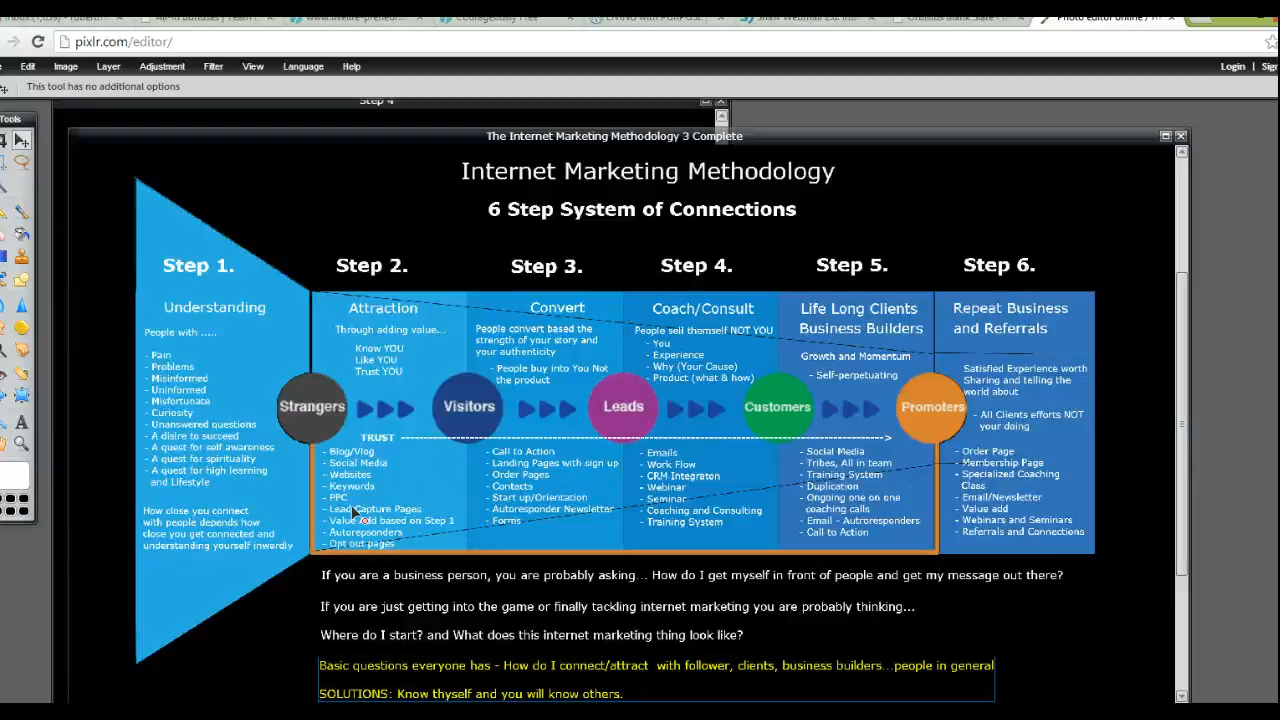 pixlr.com/editor/
Edit Image Layer Adjustment Filter View Language Help
Login | Sign
This tool has no additional options
Step 4
Tools
The Internet Marketing Methodology 3 Complete
Internet Marketing Methodology
6 Step System of Connections
Step 1.
Understanding
People with .....
- Pain
- Problems
- Misinformed
- Uninformed
- Misfortunate
- Curiosity
- Unanswered questions
- A desire to succeed
- A quest for self awareness
- A quest for spirituality
- A quest for high learning
and Lifestyle
How close you connect
with people depends how
close you get connected and
understanding yourself inwardly
Strangers
Step 2.
Attraction
Through adding value...
Know YOU
Like YOU
Trust YOU
TRUST
- Blog/Vlog
- Social Media
- Websites
- Keywords
- PPC
- Lead Capture Pages
- Value add based on Step 1
- Autoreponders
- Opt out pages
Visitors
Step 3.
Convert
People convert based the
strength of your story and
your authenticity
- People buy into You Not
the product
- Call to Action
- Landing Pages with sign up
- Order Pages
- Contacts
- Start up/Orientation
- Autoresponder Newsletter
- Forms
Leads
Step 4.
Coach/Consult
People sell themself NOT YOU
- You
- Experience
- Why (Your Cause)
- Product (what & how)
- Emails
- Work Flow
- CRM Integraton
- Webinar
- Seminar
- Coaching and Consulting
- Training System
Customers
Step 5.
Life Long Clients
Business Builders
Growth and Momentum
- Self-perpetuating
- Social Media
- Tribes, All in team
- Training System
- Duplication
- Ongoing one on one
coaching calls
- Email - Autroresponders
- Call to Action
Promoters
Step 6.
Repeat Business
and Referrals
Satisfied Experience worth
Sharing and telling the
world about
- All Clients efforts NOT
your doing
- Order Page
- Membership Page
- Specialized Coaching
Class
- Email/Newsletter
- Value add
- Webinars and Seminars
- Referrals and Connections
If you are a business person, you are probably asking... How do I get myself in front of people and get my message out there?
If you are just getting into the game or finally tackling internet marketing you are probably thinking...
Where do I start? and What does this internet marketing thing look like?
Basic questions everyone has - How do I connect/attract with follower, clients, business builders...people in general
SOLUTIONS: Know thyself and you will know others.